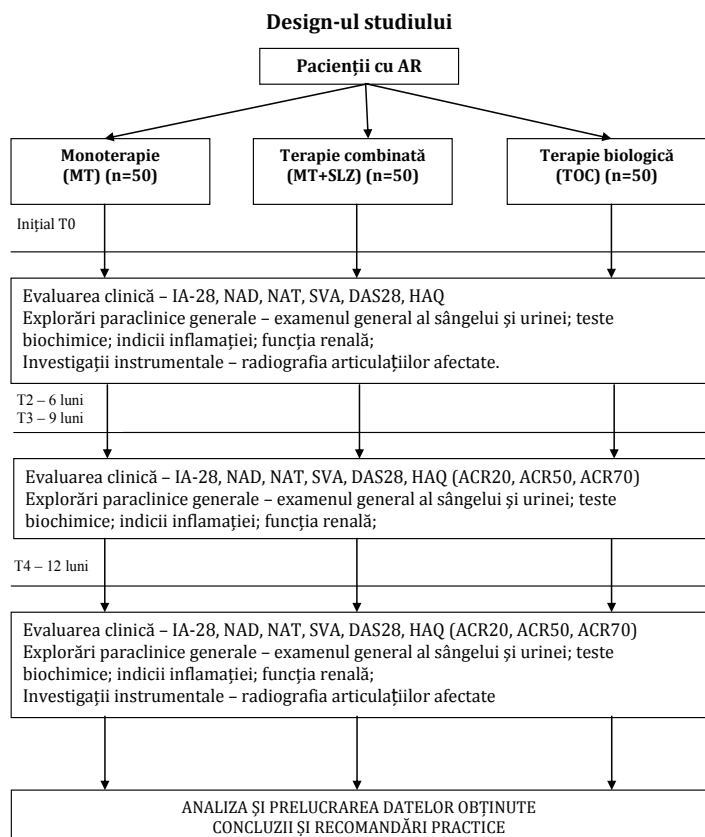 Design-ul studiului
Pacienții cu AR
Monoterapie
(MT) (n=50)
Terapie combinată
(MT+SLZ) (n=50)
Terapie biologică
(TOC) (n=50)
Inițial T0
Evaluarea clinică – IA-28, NAD, NAT, SVA, DAS28, HAQ
Explorări paraclinice generale – examenul general al sângelui și urinei; teste
biochimice; indicii inflamației; funcția renală;
Investigații instrumentale – radiografia articulațiilor afectate.
T2 – 6 luni
T3 – 9 luni
Evaluarea clinică – IA-28, NAD, NAT, SVA, DAS28, HAQ (ACR20, ACR50, ACR70)
Explorări paraclinice generale – examenul general al sângelui și urinei; teste
biochimice; indicii inflamației; funcția renală;
T4 – 12 luni
Evaluarea clinică – IA-28, NAD, NAT, SVA, DAS28, HAQ (ACR20, ACR50, ACR70)
Explorări paraclinice generale – examenul general al sângelui și urinei; teste
biochimice; indicii inflamației; funcția renală;
Investigații instrumentale – radiografia articulațiilor afectate
ANALIZA ȘI PRELUCRAREA DATELOR OBȚINUTE
CONCLUZII ȘI RECOMANDĂRI PRACTICE